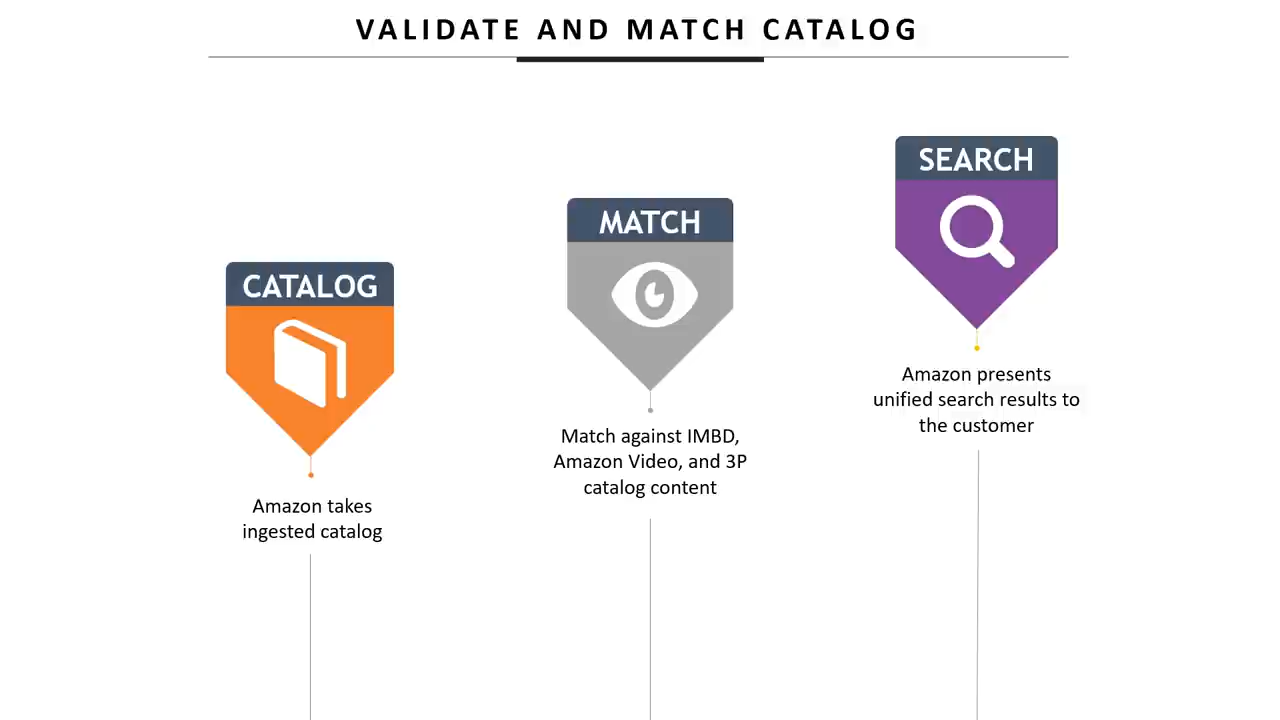 VALIDATE AND MATCH CATALOG
CATALOG
Amazon takes
ingested catalog
MATCH
Match against IMBD,
Amazon Video, and 3P
catalog content
SEARCH
Amazon presents
unified search results to
the customer